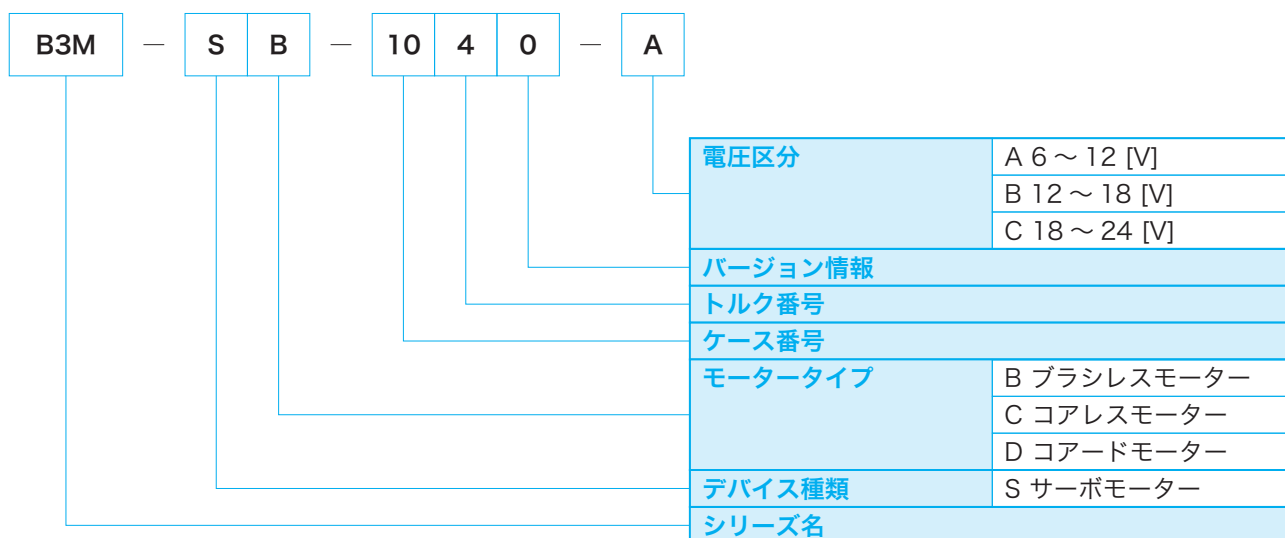 B3M — S B — 10 4 0 — A
電圧区分 A 6 ～ 12 [V]
B 12 ～ 18 [V]
C 18 ～ 24 [V]
バージョン情報
トルク番号
ケース番号
モータータイプ B ブラシレスモーター
C コアレスモーター
D コアードモーター
デバイス種類 S サーボモーター
シリーズ名